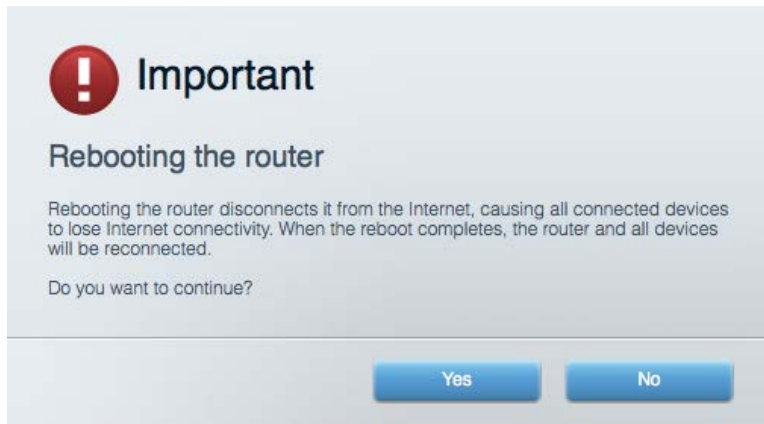 Important
Rebooting the router
Rebooting the router disconnects it from the Internet, causing all connected devices
to lose Internet connectivity. When the reboot completes, the router and all devices
will be reconnected.
Do you want to continue?
Yes No